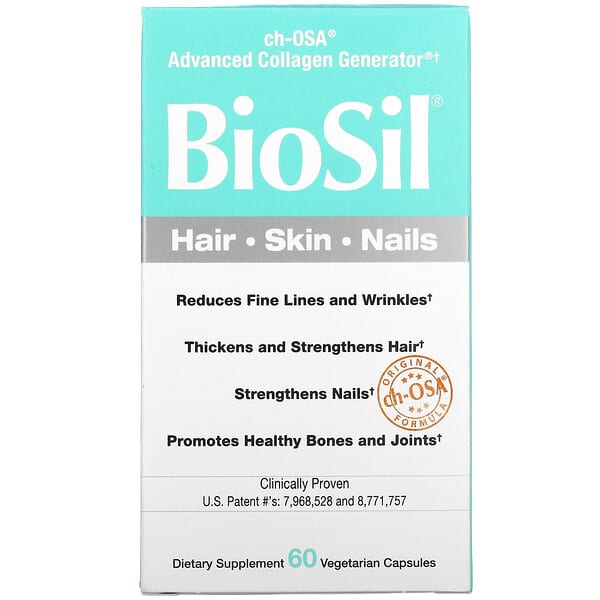 ch-OSA®
Advanced Collagen Generator®†
BioSil®
Hair • Skin • Nails
Reduces Fine Lines and Wrinkles†
Thickens and Strengthens Hair†
Strengthens Nails†
ORIGINAL
ch-OSA®
FORMULA
Promotes Healthy Bones and Joints†
Clinically Proven
U.S. Patent #'s: 7,968,528 and 8,771,757
Dietary Supplement 60 Vegetarian Capsules